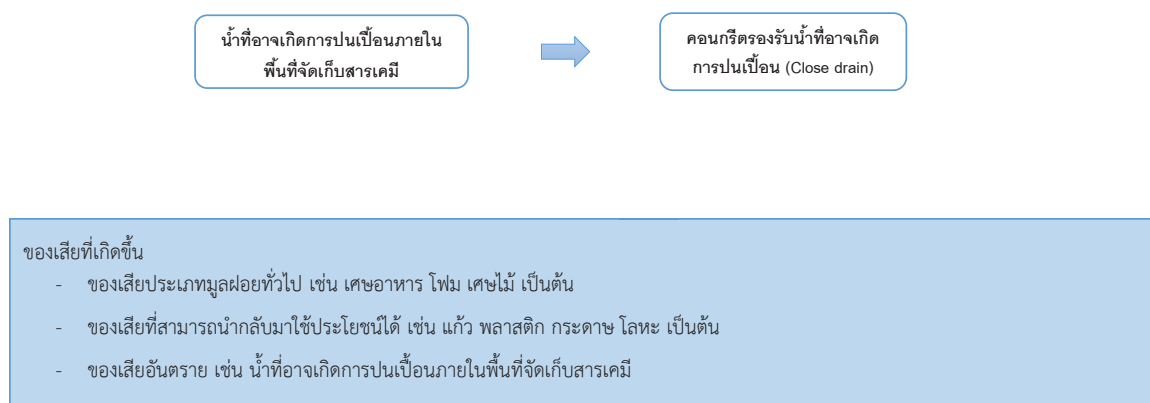 น้ำที่อาจเกิดการปนเปื้อนภายใน
พื้นที่จัดเก็บสารเคมี
คอนกรีตรองรับน้ำที่อาจเกิด
การปนเปื้อน (Close drain)
ของเสียที่เกิดขึ้น
- ของเสียประเภทมูลฝอยทั่วไป เช่น เศษอาหาร โฟม เศษไม้ เป็นต้น
- ของเสียที่สามารถนำกลับมาใช้ประโยชน์ได้ เช่น แก้ว พลาสติก กระดาษ โลหะ เป็นต้น
- ของเสียอันตราย เช่น น้ำที่อาจเกิดการปนเปื้อนภายในพื้นที่จัดเก็บสารเคมี